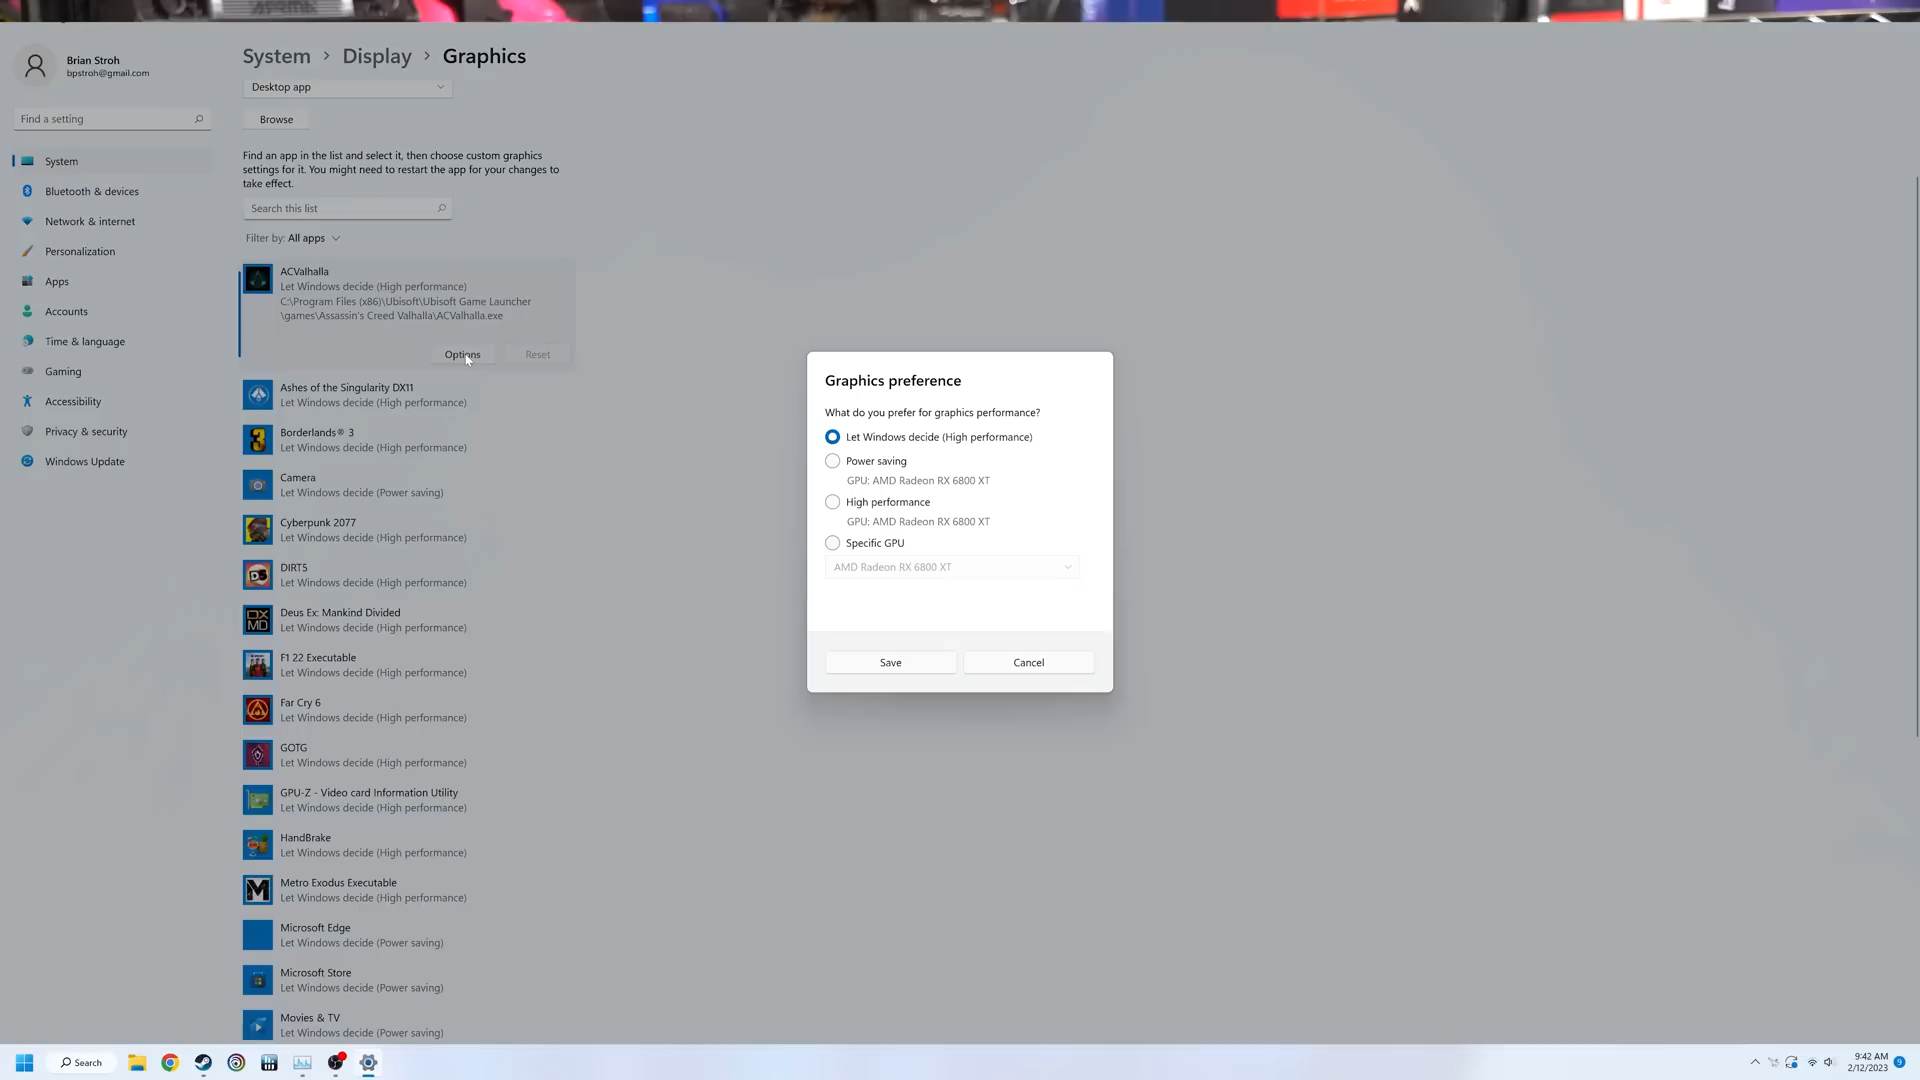 Brian Stroh
bpstroh@gmail.com
Find a setting
System
Bluetooth & devices
Network & internet
Personalization
Apps
Accounts
Time & language
Gaming
Accessibility
Privacy & security
Windows Update
System > Display > Graphics
Desktop app
Browse
Find an app in the list and select it, then choose custom graphics
settings for it. You might need to restart the app for your changes to
take effect.
Search this list
Filter by: All apps
ACValhalla
Let Windows decide (High performance)
C:\Program Files (x86)\Ubisoft\Ubisoft Game Launcher
\games\Assassin's Creed Valhalla\ACValhalla.exe
Options
Reset
Ashes of the Singularity DX11
Let Windows decide (High performance)
Borderlands® 3
Let Windows decide (High performance)
Camera
Let Windows decide (Power saving)
Cyberpunk 2077
Let Windows decide (High performance)
DIRT5
Let Windows decide (High performance)
Deus Ex: Mankind Divided
Let Windows decide (High performance)
F1 22 Executable
Let Windows decide (High performance)
Far Cry 6
Let Windows decide (High performance)
GOTG
Let Windows decide (High performance)
GPU-Z - Video card Information Utility
Let Windows decide (High performance)
HandBrake
Let Windows decide (High performance)
Metro Exodus Executable
Let Windows decide (High performance)
Microsoft Edge
Let Windows decide (Power saving)
Microsoft Store
Let Windows decide (Power saving)
Movies & TV
Let Windows decide (Power saving)
Graphics preference
What do you prefer for graphics performance?
Let Windows decide (High performance)
Power saving
GPU: AMD Radeon RX 6800 XT
High performance
GPU: AMD Radeon RX 6800 XT
Specific GPU
AMD Radeon RX 6800 XT
Save
Cancel
Search
9:42 AM
2/12/2023
9